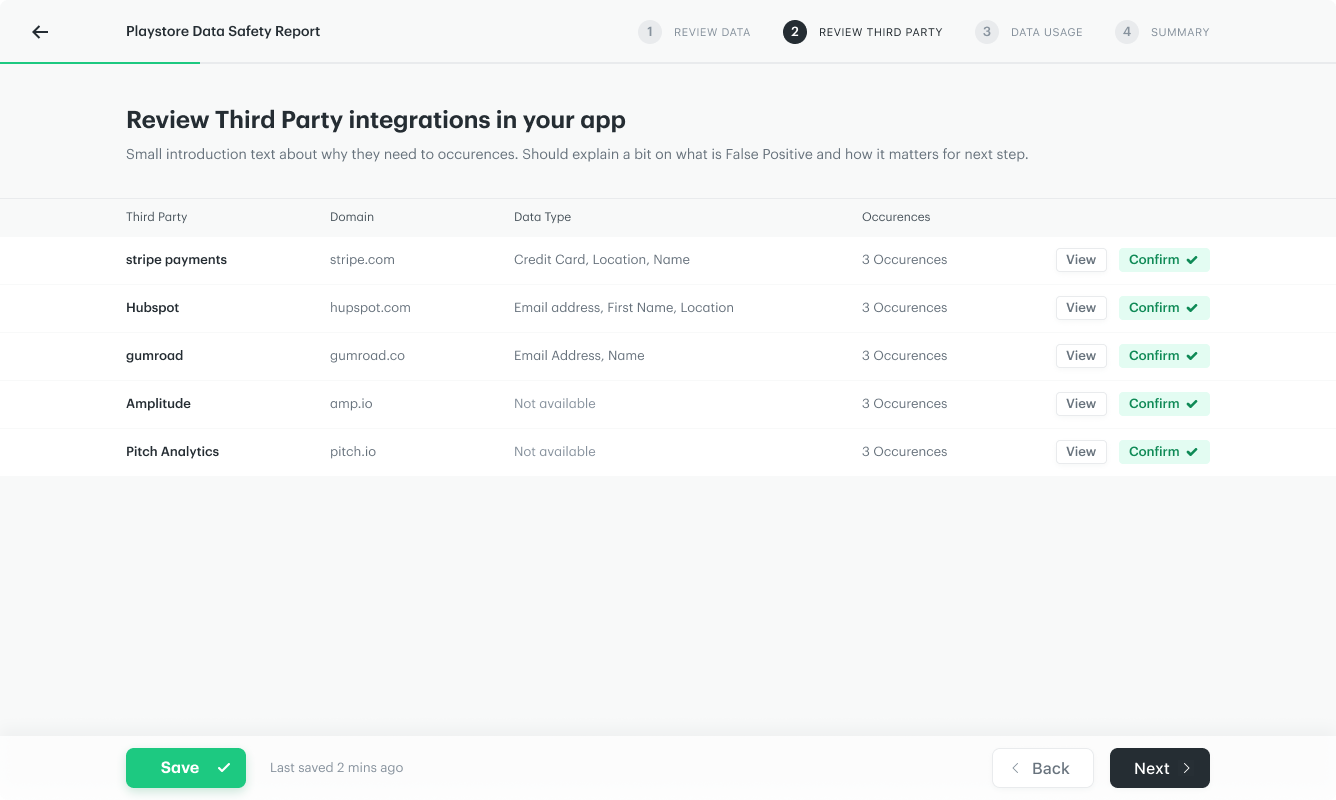 Playstore Data Safety Report
1 REVIEW DATA 2 REVIEW THIRD PARTY 3 DATA USAGE 4 SUMMARY
Review Third Party integrations in your app
Small introduction text about why they need to occurences. Should explain a bit on what is False Positive and how it matters for next step.
Third Party Domain Data Type Occurences
stripe payments stripe.com Credit Card, Location, Name 3 Occurences View Confirm
Hubspot hupspot.com Email address, First Name, Location 3 Occurences View Confirm
gumroad gumroad.co Email Address, Name 3 Occurences View Confirm
Amplitude amp.io Not available 3 Occurences View Confirm
Pitch Analytics pitch.io Not available 3 Occurences View Confirm
Save Last saved 2 mins ago Back Next